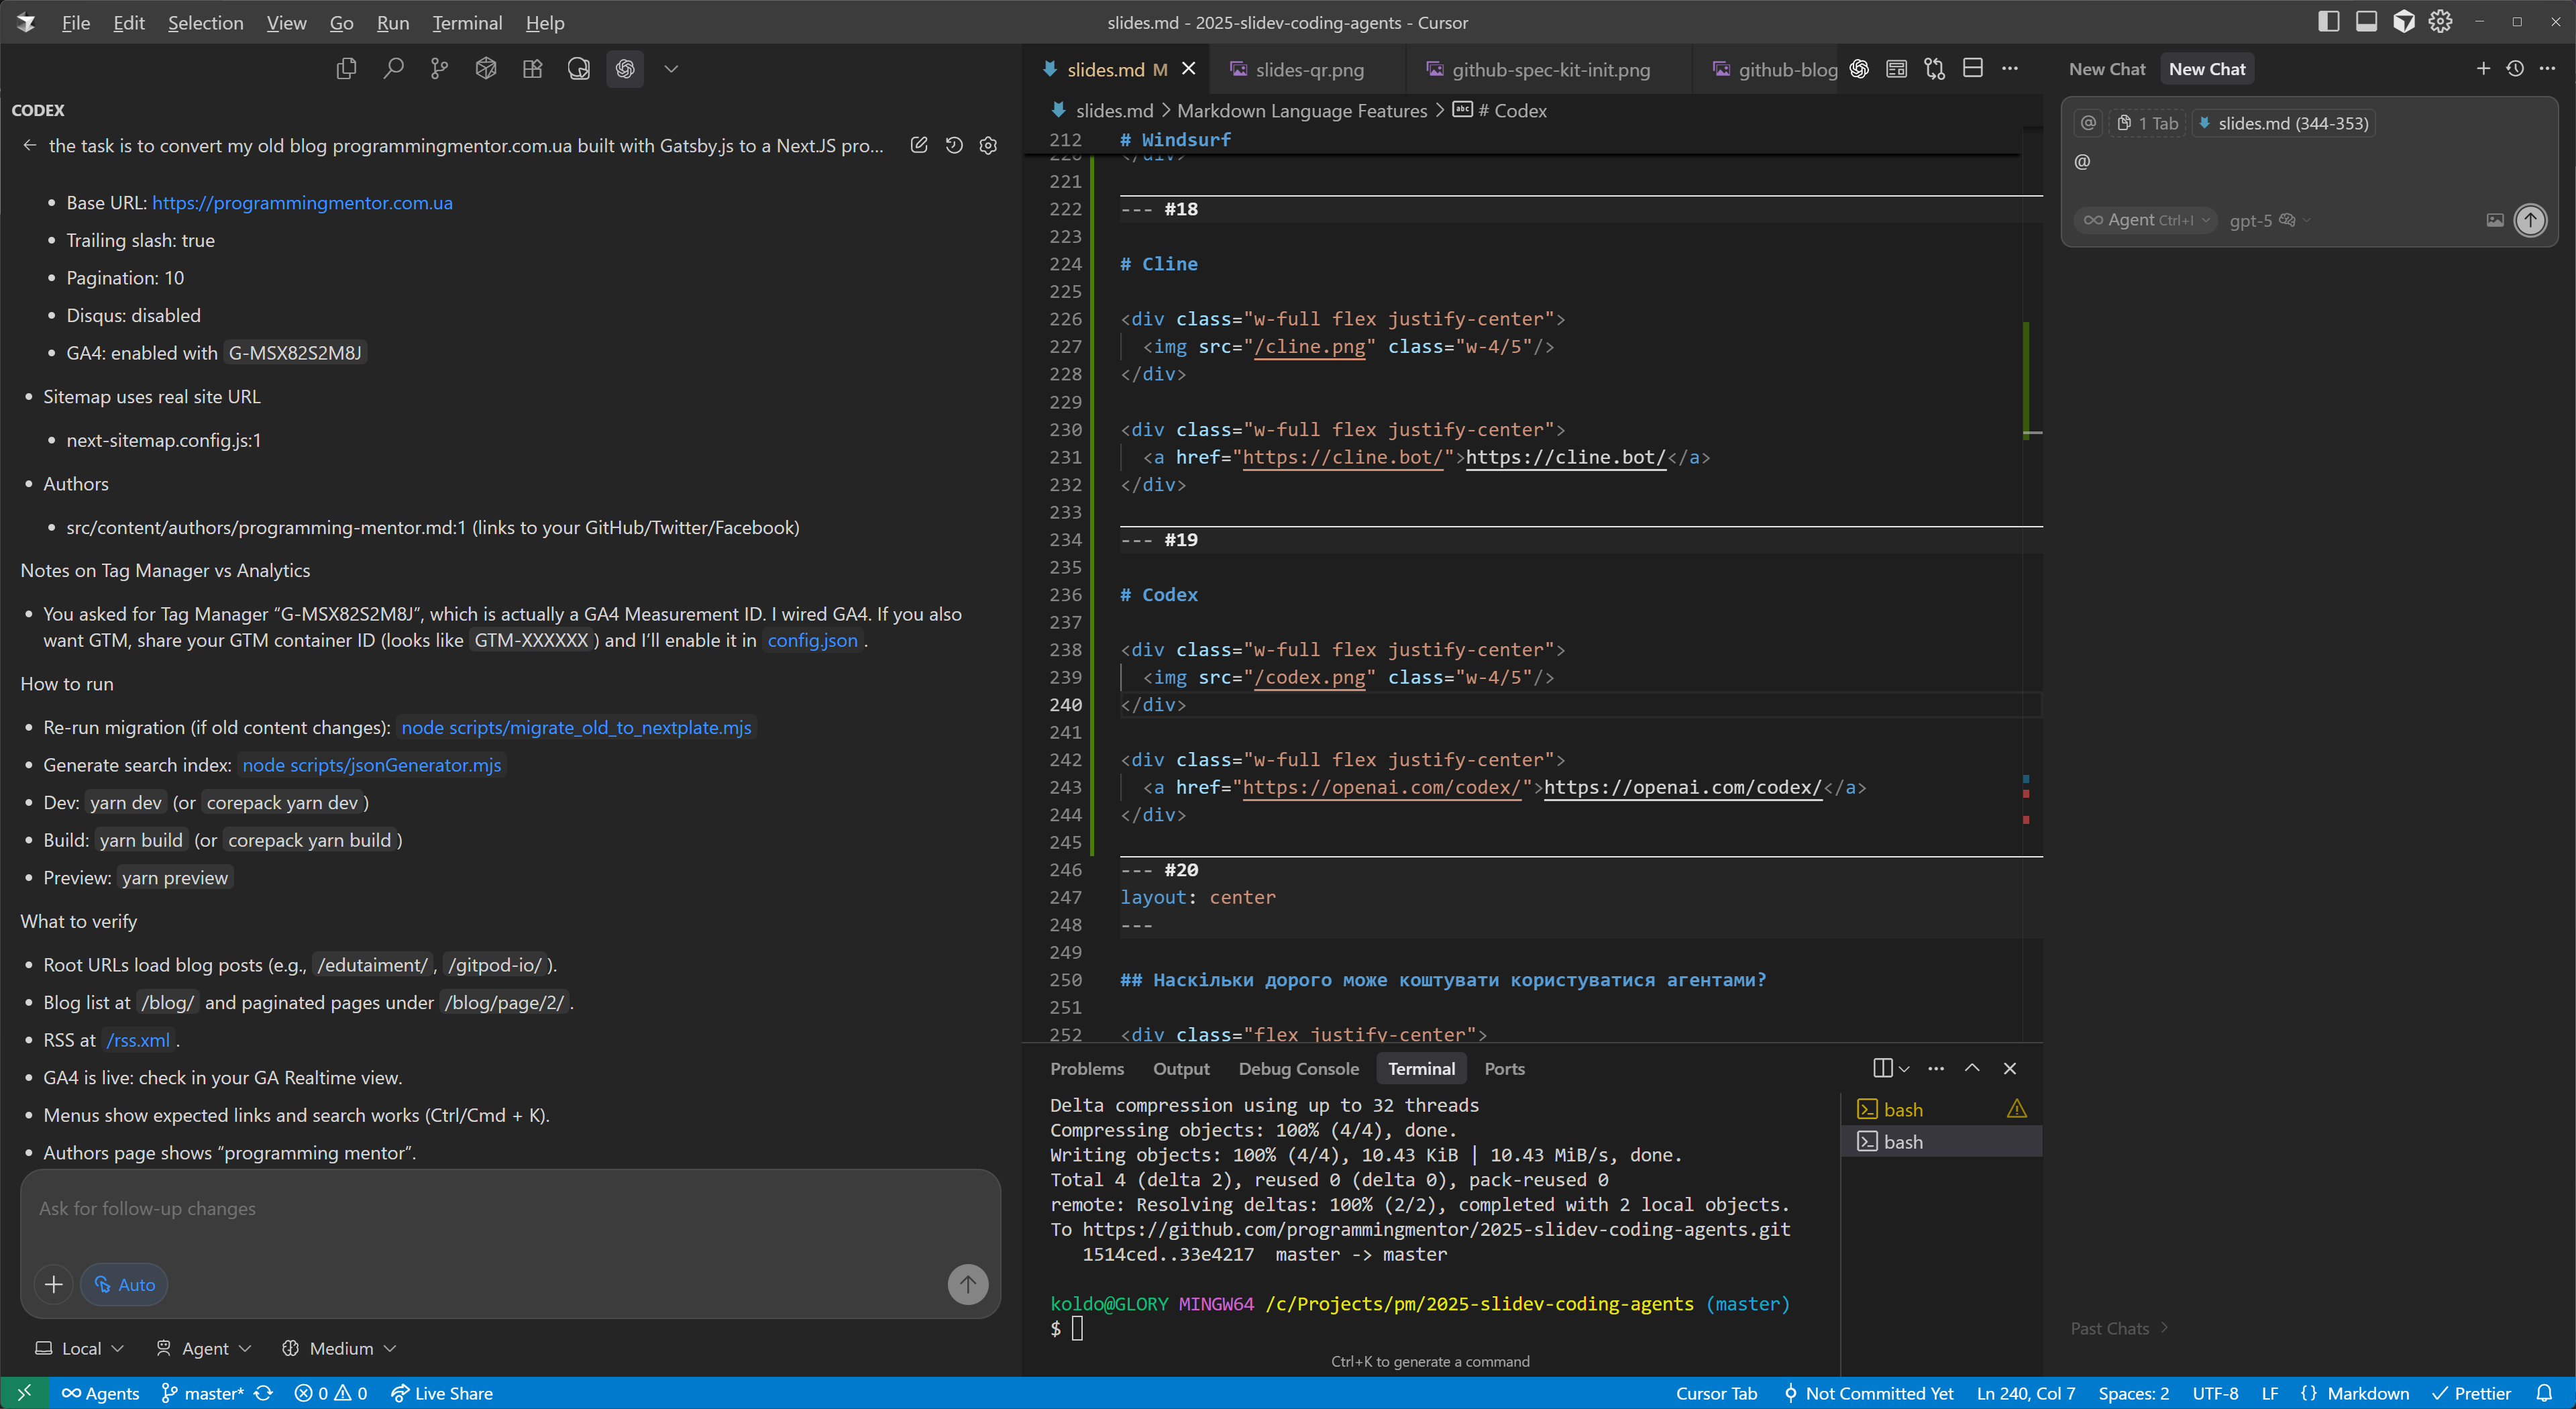 File Edit Selection View Go Run Terminal Help
slides.md - 2025-slidev-coding-agents - Cursor
CODEX
the task is to convert my old blog programmingmentor.com.ua built with Gatsby.js to a Next.JS pro...
• Base URL: https://programmingmentor.com.ua
• Trailing slash: true
• Pagination: 10
• Disqus: disabled
• GA4: enabled with G-MSX82S2M8J
• Sitemap uses real site URL
• next-sitemap.config.js:1
• Authors
• src/content/authors/programming-mentor.md:1 (links to your GitHub/Twitter/Facebook)
Notes on Tag Manager vs Analytics
• You asked for Tag Manager “G-MSX82S2M8J”, which is actually a GA4 Measurement ID. I wired GA4. If you also
want GTM, share your GTM container ID (looks like GTM-XXXXXX) and I’ll enable it in config.json.
How to run
• Re-run migration (if old content changes): node scripts/migrate_old_to_nextplate.mjs
• Generate search index: node scripts/jsonGenerator.mjs
• Dev: yarn dev (or corepack yarn dev)
• Build: yarn build (or corepack yarn build)
• Preview: yarn preview
What to verify
• Root URLs load blog posts (e.g., /edutaiment/, /gitpod-io/).
• Blog list at /blog/ and paginated pages under /blog/page/2/.
• RSS at /rss.xml.
• GA4 is live: check in your GA Realtime view.
• Menus show expected links and search works (Ctrl/Cmd + K).
• Authors page shows “programming mentor”.
Ask for follow-up changes
Auto
Local Agent Medium
slides.md M slides-qr.png github-spec-kit-init.png github-blog
slides.md > Markdown Language Features > # Codex
212 # Windsurf
220 </div>
221
222 --- #18
223
224 # Cline
225
226 <div class="w-full flex justify-center">
227 <img src="/cline.png" class="w-4/5"/>
228 </div>
229
230 <div class="w-full flex justify-center">
231 <a href="https://cline.bot/">https://cline.bot/</a>
232 </div>
233
234 --- #19
235
236 # Codex
237
238 <div class="w-full flex justify-center">
239 <img src="/codex.png" class="w-4/5"/>
240 </div>
241
242 <div class="w-full flex justify-center">
243 <a href="https://openai.com/codex/">https://openai.com/codex/</a>
244 </div>
245
246 --- #20
247 layout: center
248 ---
249
250 ## Наскільки дорого може коштувати користуватися агентами?
251
252 <div class="flex justify-center">
Problems Output Debug Console Terminal Ports
Delta compression using up to 32 threads
Compressing objects: 100% (4/4), done.
Writing objects: 100% (4/4), 10.43 KiB | 10.43 MiB/s, done.
Total 4 (delta 2), reused 0 (delta 0), pack-reused 0
remote: Resolving deltas: 100% (2/2), completed with 2 local objects.
To https://github.com/programmingmentor/2025-slidev-coding-agents.git
1514ced..33e4217 master -> master
koldo@GLORY MINGW64 /c/Projects/pm/2025-slidev-coding-agents (master)
$
Ctrl+K to generate a command
bash
bash
New Chat New Chat
@ 1 Tab slides.md (344-353)
@
Agent Ctrl+I gpt-5
Past Chats
Agents master* 0 0 Live Share
Cursor Tab Not Committed Yet Ln 240, Col 7 Spaces: 2 UTF-8 LF {} Markdown Prettier